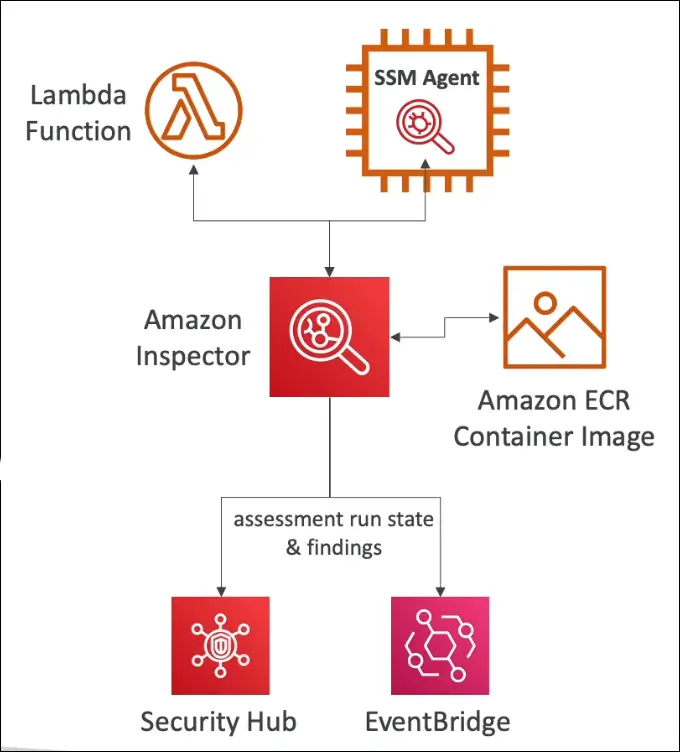 Lambda
Function
SSM Agent
Amazon
Inspector
Amazon ECR
Container Image
assessment run state
& findings
Security Hub
EventBridge